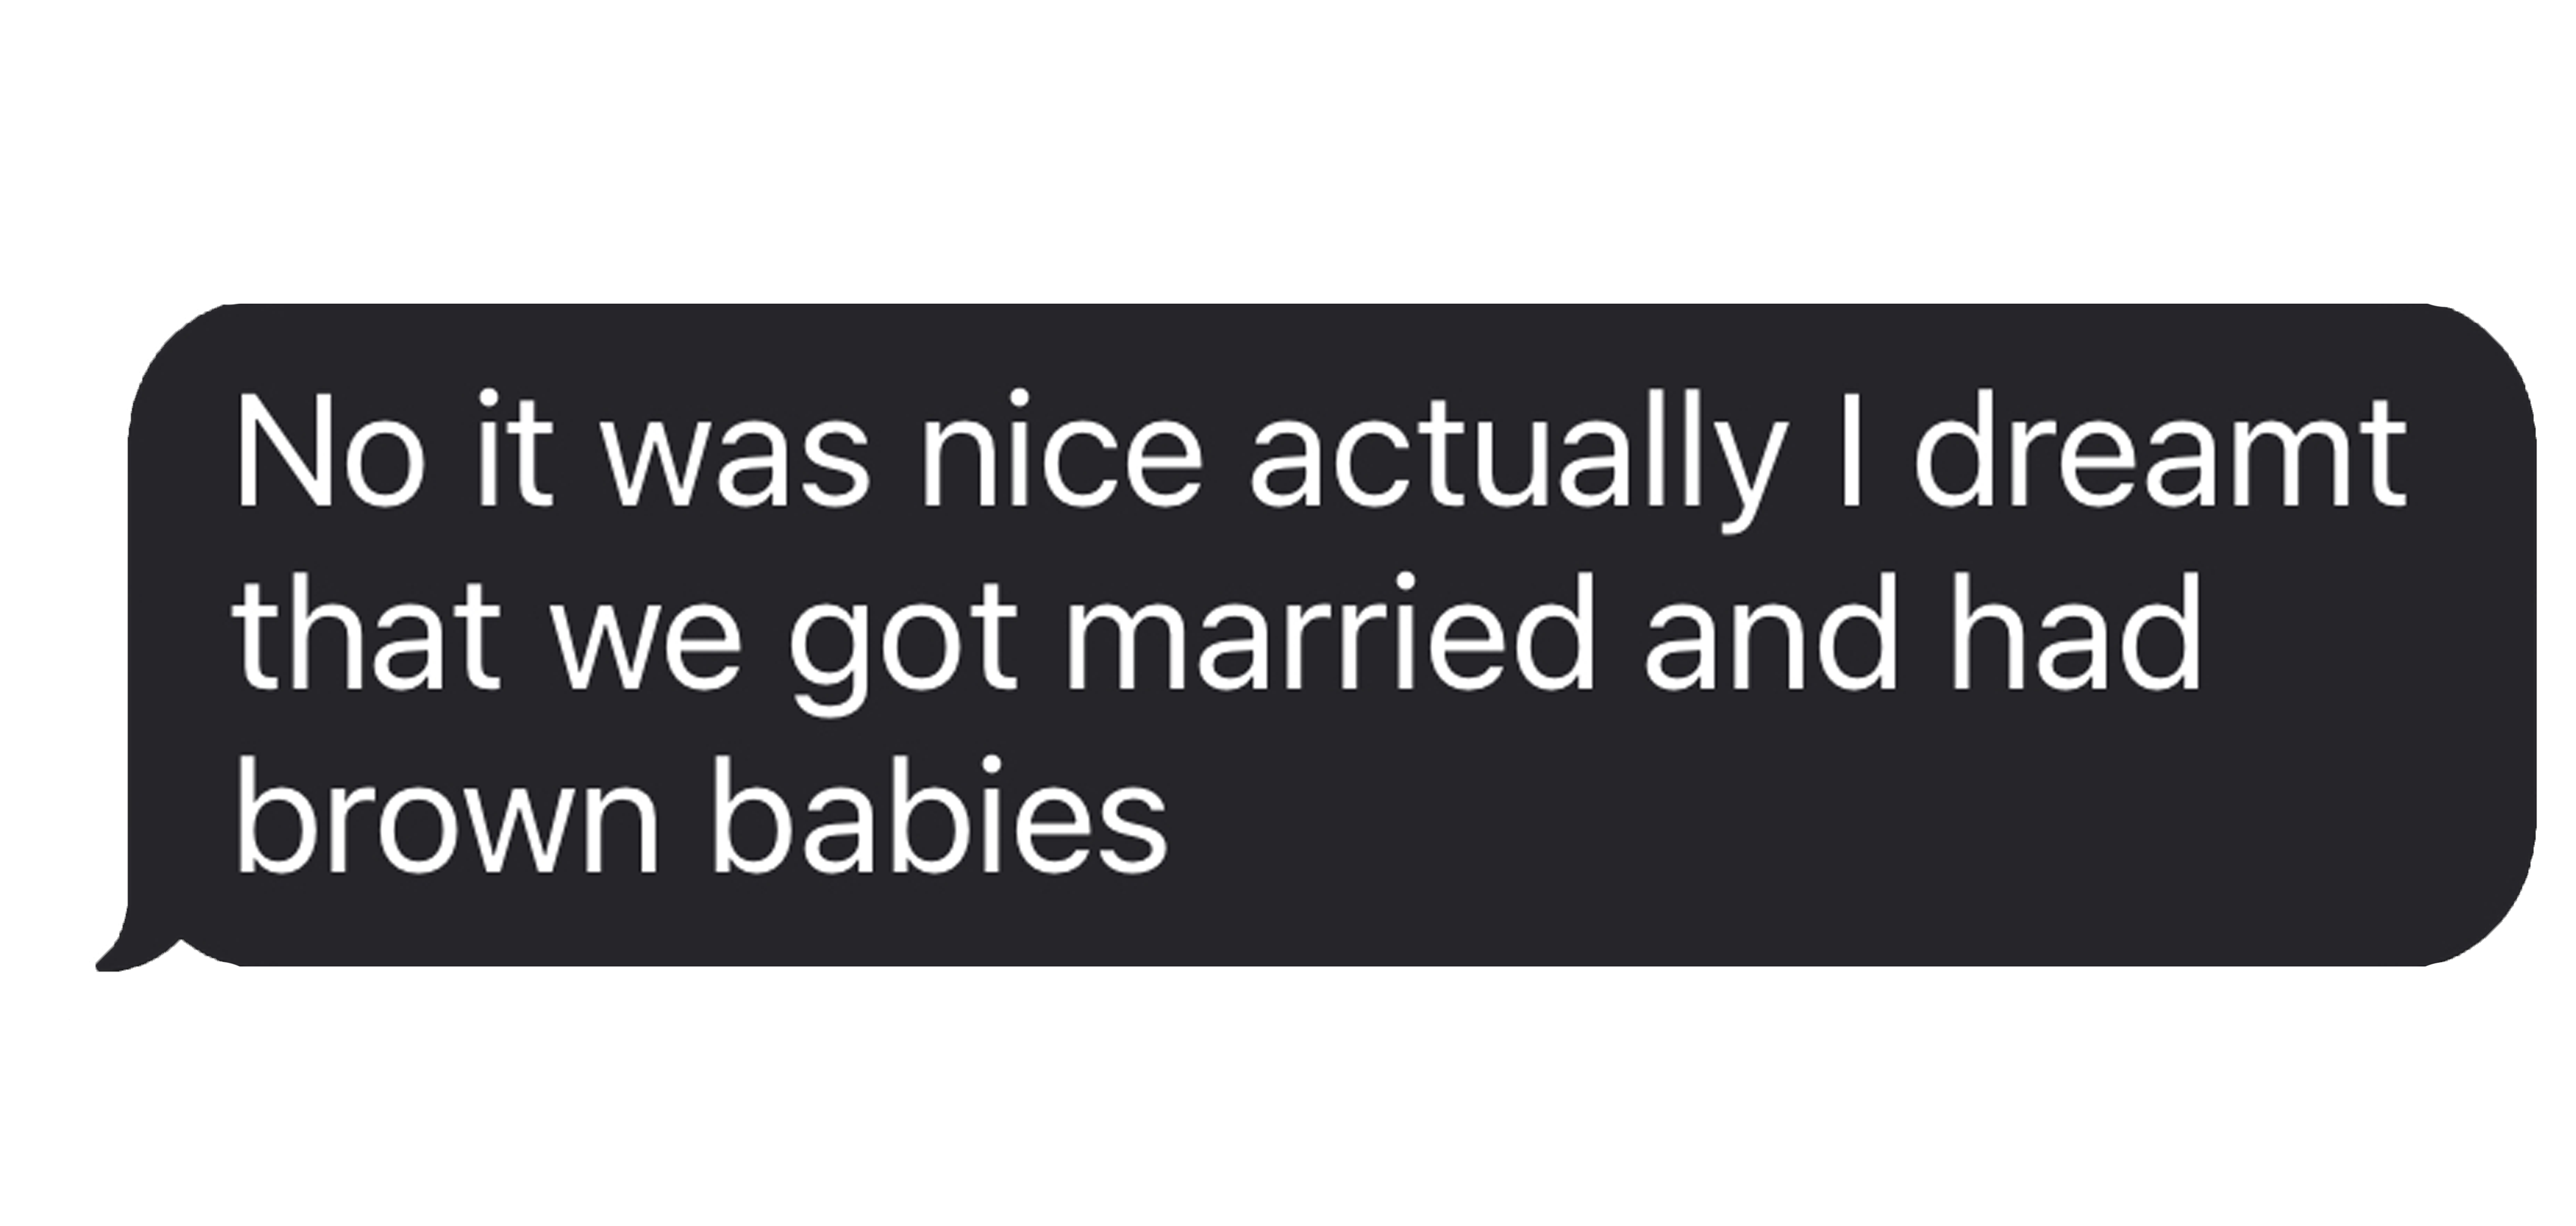 No it was nice actually I dreamt
that we got married and had
brown babies